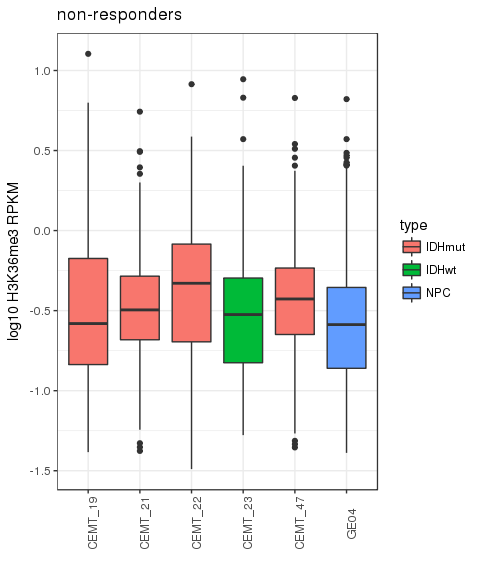 non-responders
log10 H3K36me3 RPKM
1.0
0.5
0.0
-0.5
-1.0
-1.5
CEMT_19
CEMT_21
CEMT_22
CEMT_23
CEMT_47
GE04
type
IDHmut
IDHwt
NPC